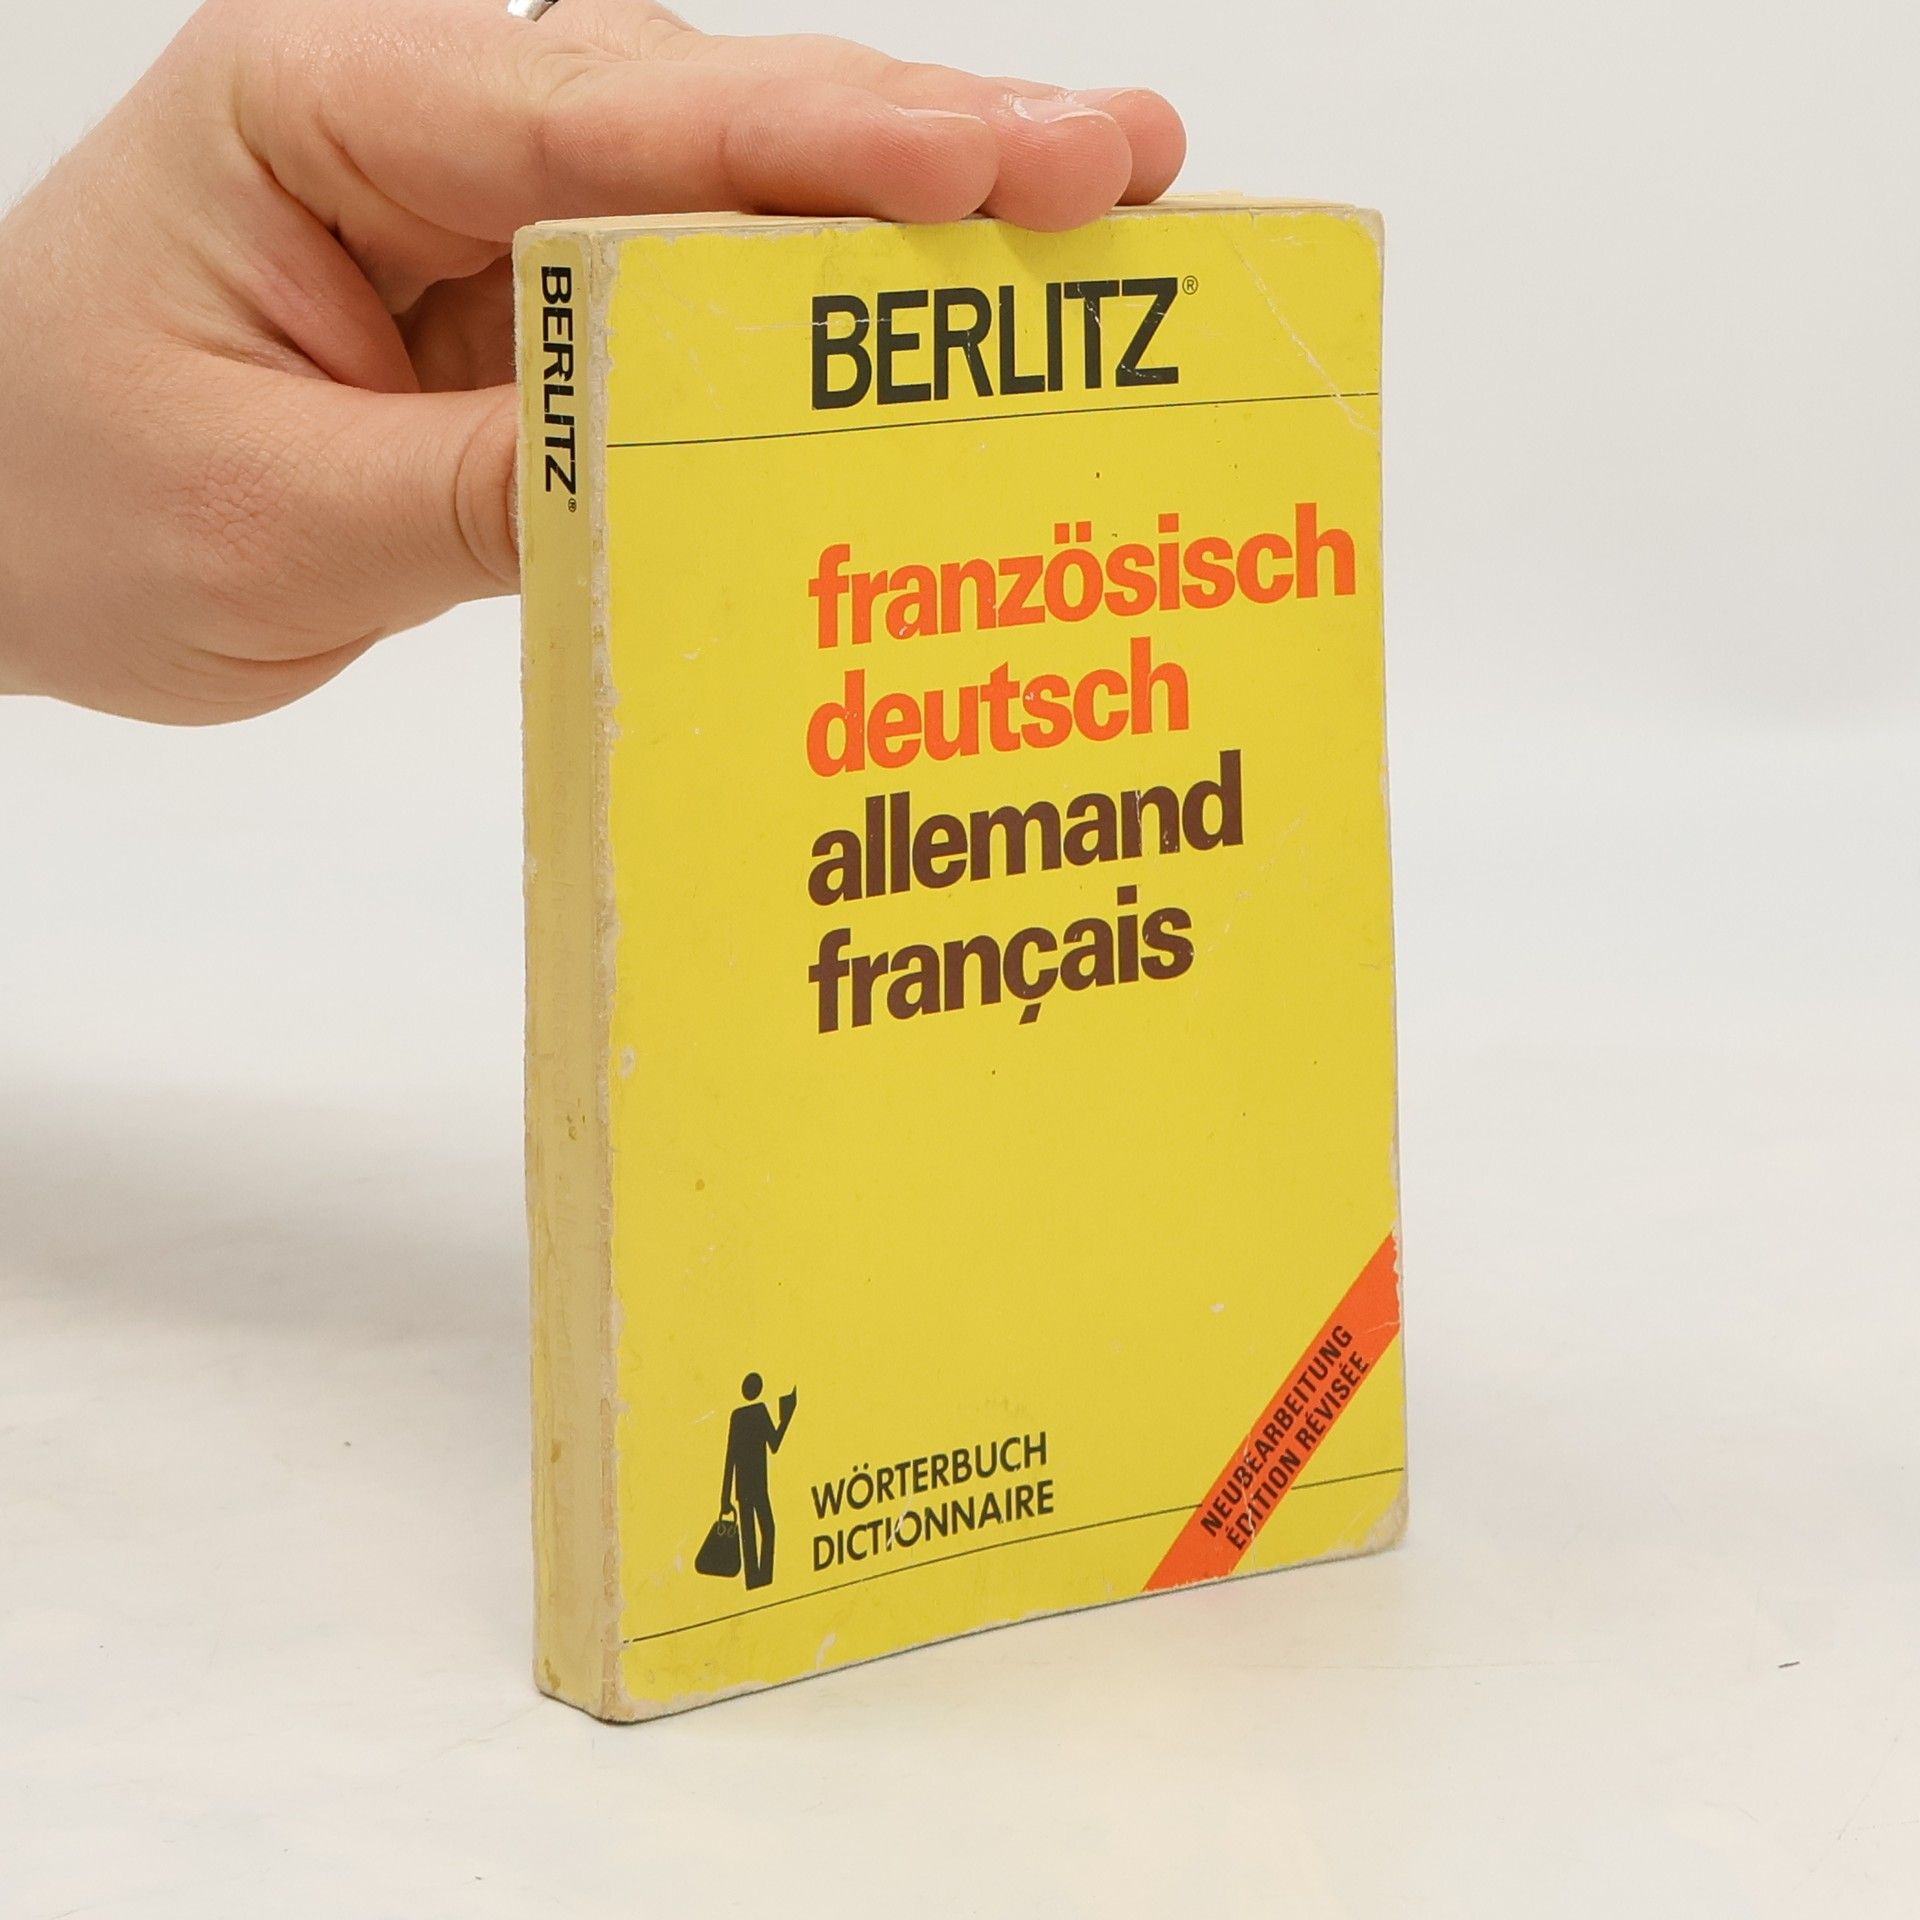 BERLITZ®
BERLITZ®
französisch
deutsch
allemand
français
WÖRTERBUCH
DICTIONNAIRE
NEUBEARBEITUNG
ÉDITION RÉVISÉE